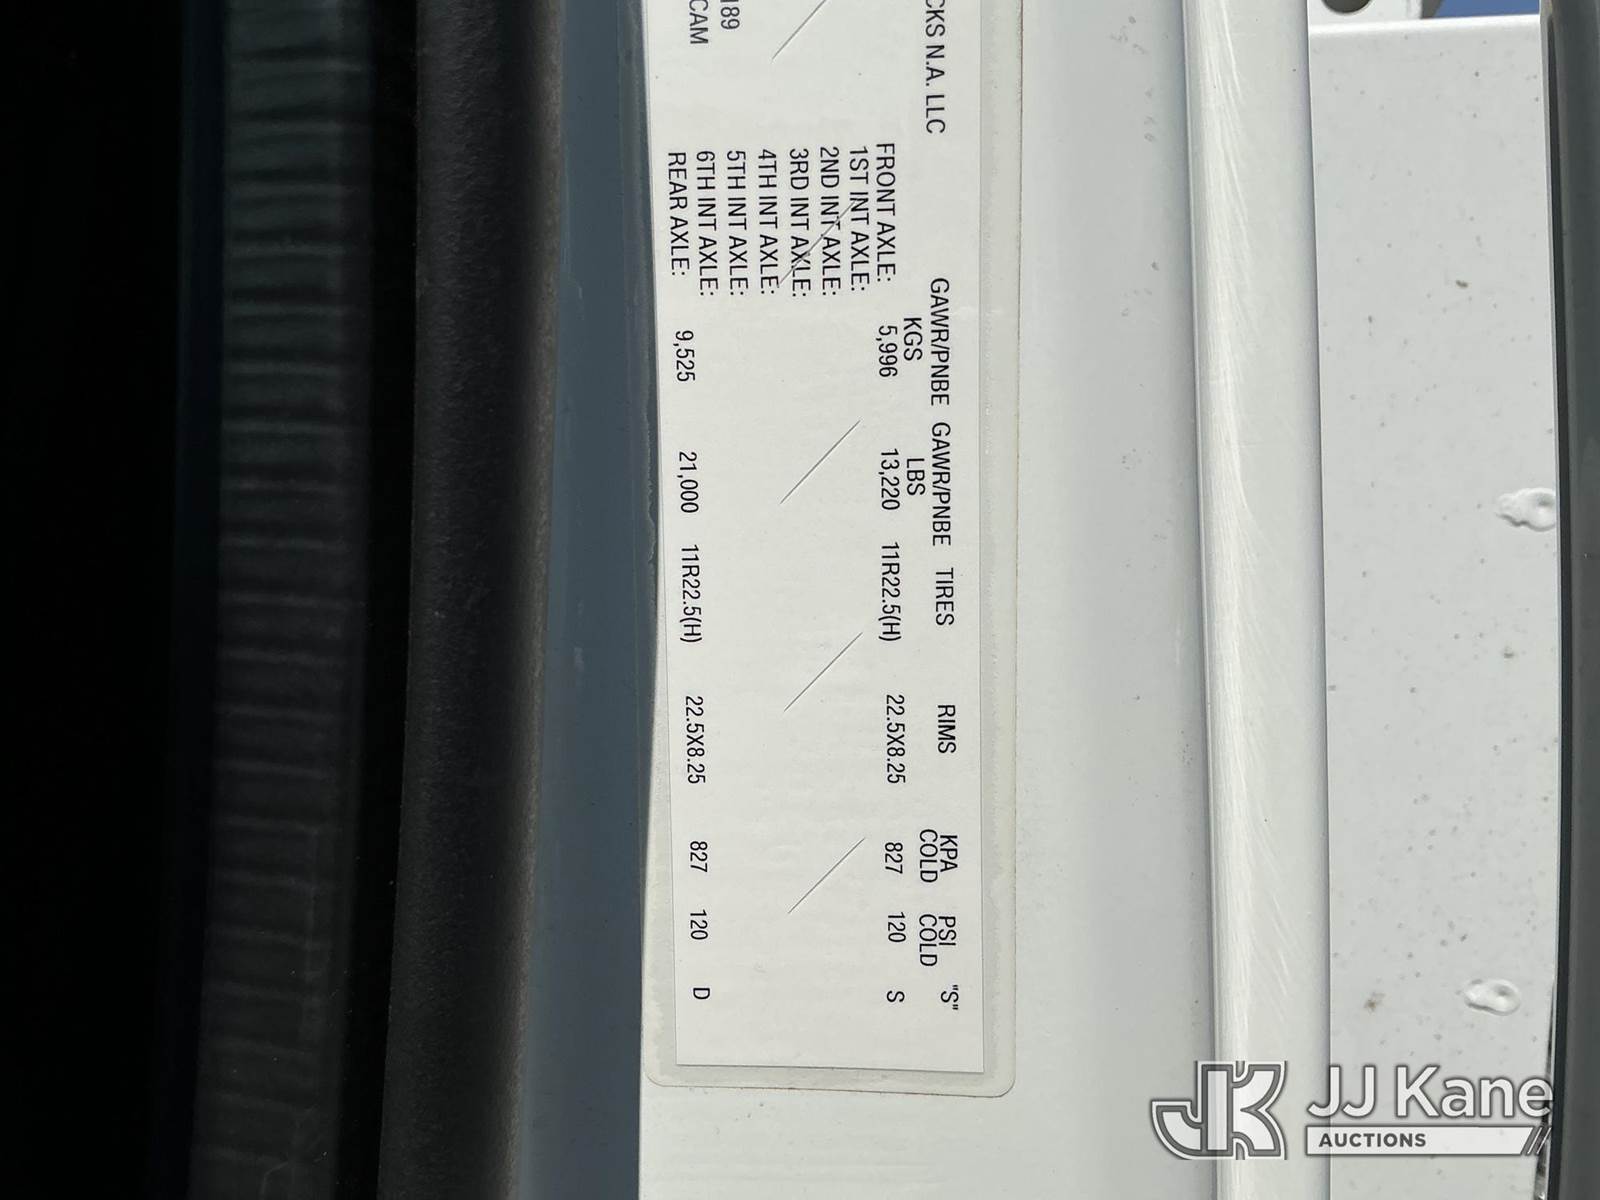 CKS N.A. LLC
GAWR/PNBE GAWR/PNBE TIRES RIMS KPA PSI "S"
KGS LBS COLD COLD
FRONT AXLE: 5,996 13,220 11R22.5(H) 22.5X8.25 827 120 S
1ST INT AXLE:
2ND INT AXLE:
3RD INT AXLE:
4TH INT AXLE:
5TH INT AXLE:
6TH INT AXLE:
REAR AXLE: 9,525 21,000 11R22.5(H) 22.5X8.25 827 120 D
189
CAM
JK JJ Kane
AUCTIONS